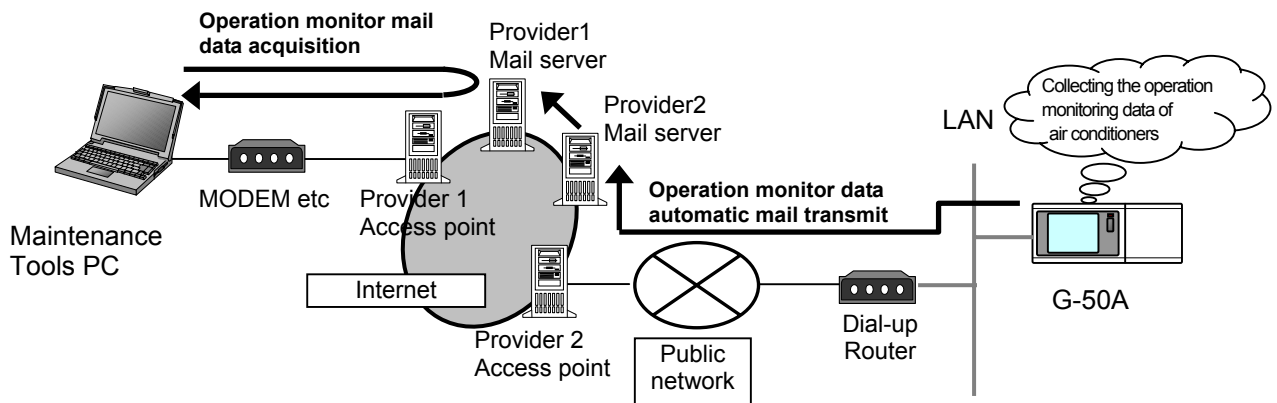 Operation monitor mail
data acquisition
Provider1
Mail server
Provider2
Mail server
LAN
Collecting the operation
monitoring data of
air conditioners
MODEM etc
Provider 1
Access point
Operation monitor data
automatic mail transmit
Maintenance
Tools PC
Internet
G-50A
Provider 2
Access point
Public
network
Dial-up
Router